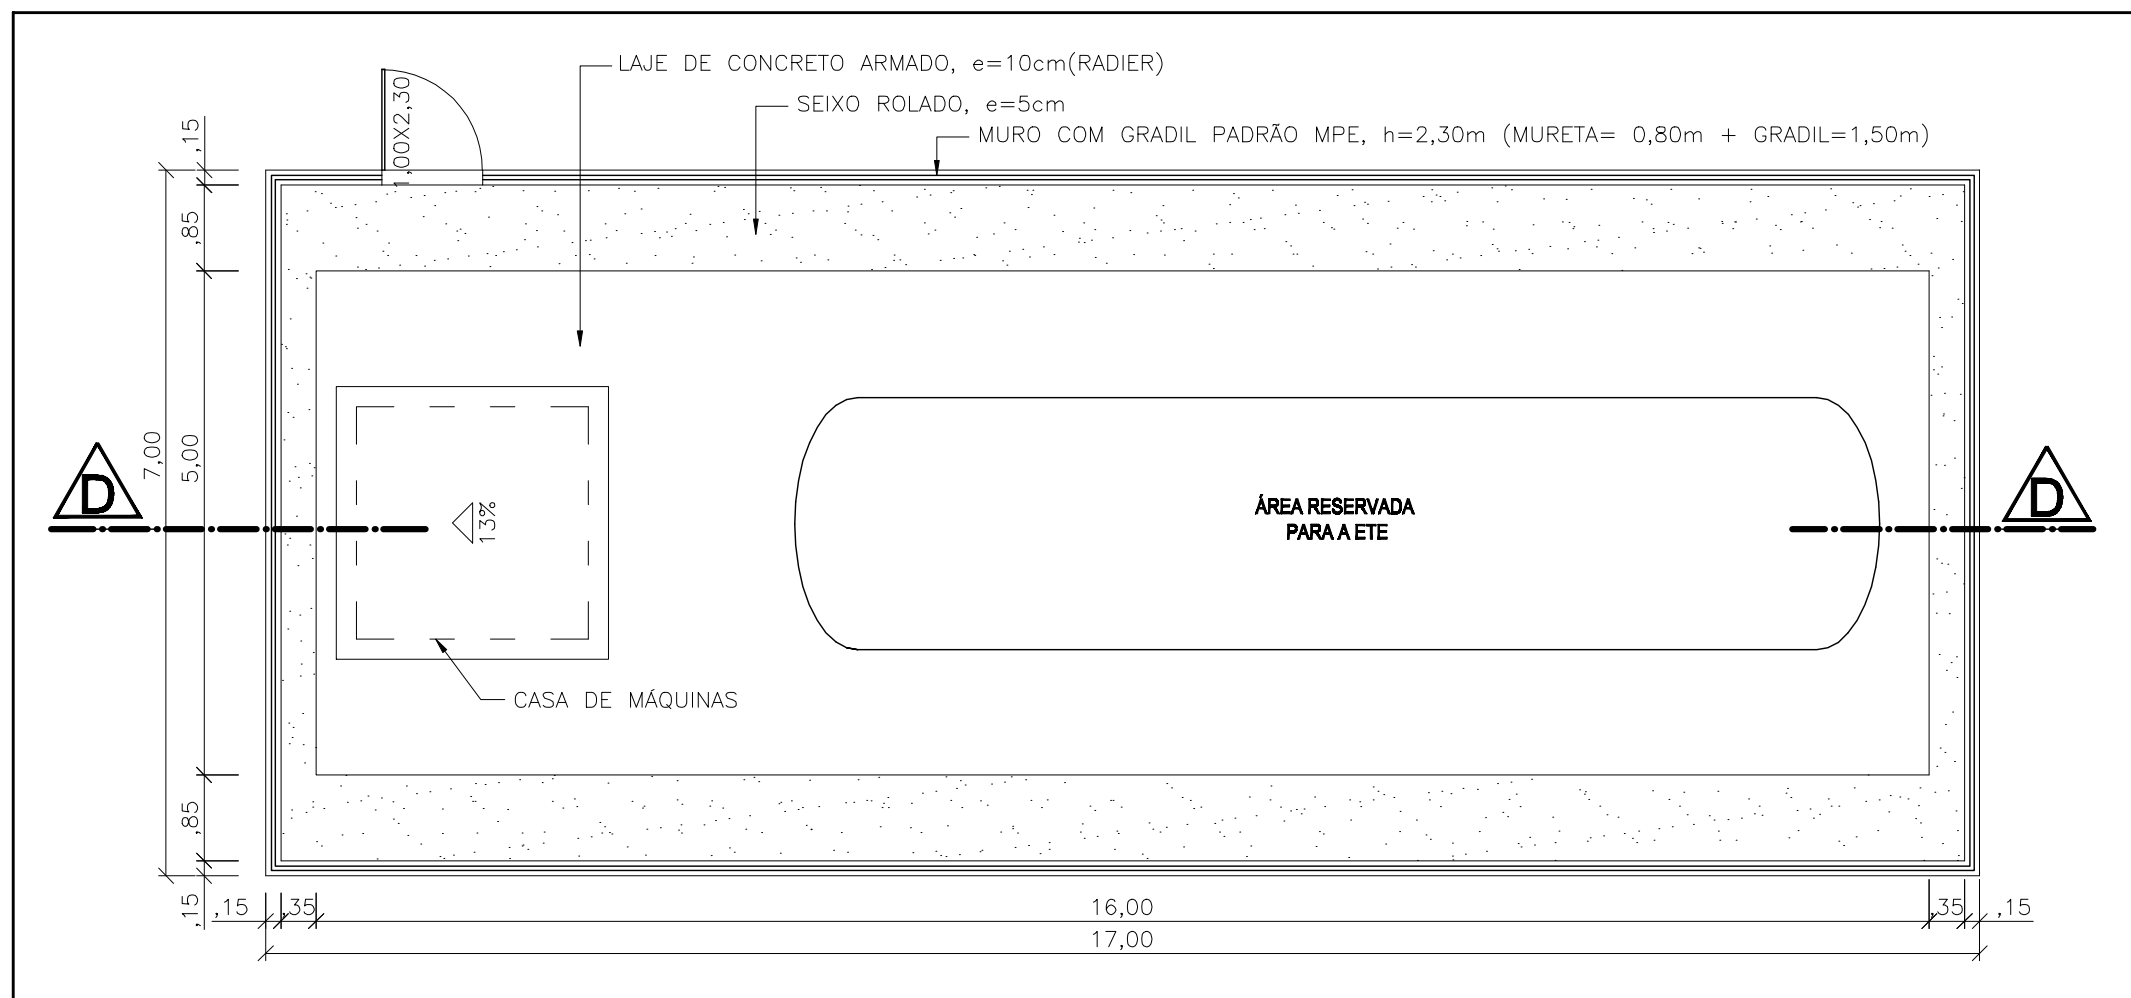 LAJE DE CONCRETO ARMADO, e=10cm(RADIER)
SEIXO ROLADO, e=5cm
MURO COM GRADIL PADRÃO MPE, h=2,30m (MURETA= 0,80m + GRADIL=1,50m)
1,00X2,30
,15
,85
5,00
7,00
,85
,15
D
D
13%
ÁREA RESERVADA
PARA A ETE
CASA DE MÁQUINAS
,15
,35
16,00
,35
,15
17,00